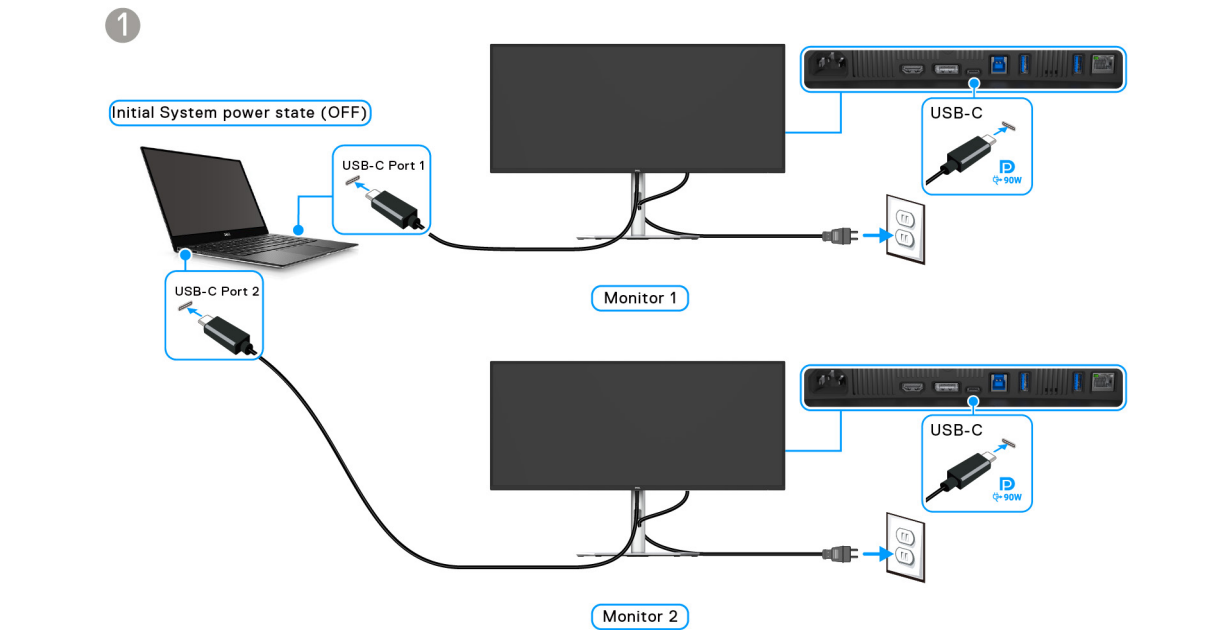 1
Initial System power state (OFF)
USB-C Port 1
USB-C
90W
Monitor 1
USB-C Port 2
USB-C
90W
Monitor 2